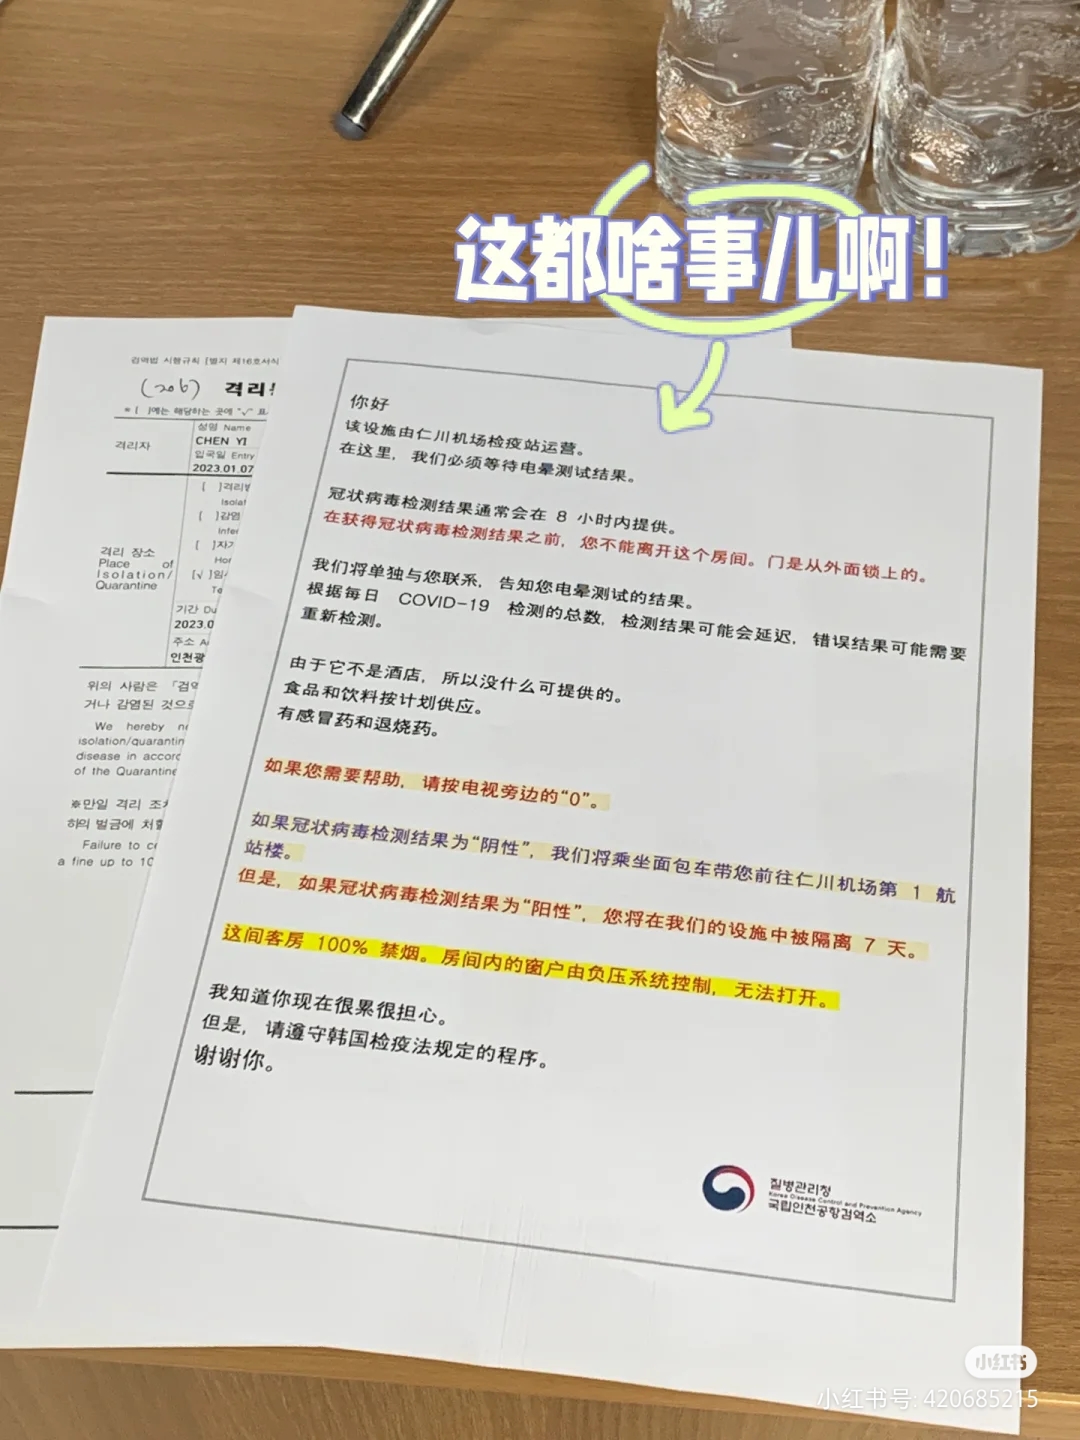 这都啥事儿啊!
검역법 시행규칙 [별지 제16호서식
(206) 격리
* [ ]에는 해당하는 곳에 "√" 표
격리자
성명 Name
CHEN YI
입국일 Entry
2023.01.07
격리 장소
Place of
Isolation/
Quarantine
[ ]격리
Isolat
[ ]감염
Infe
[ ]자기
Ho
[√ ]임
Te
기간 Du
2023.0
주소 A
인천광
위의 사람은 「검역
거나 감염된 것으로
We hereby no
isolation/quarantin
disease in accord
of the Quarantine
※만일 격리 조치
하의 벌금에 처할
Failure to co
a fine up to 10
你好
该设施由仁川机场检疫站运营。
在这里，我们必须等待电晕测试结果。
冠状病毒检测结果通常会在 8 小时内提供。
在获得冠状病毒检测结果之前，您不能离开这个房间。门是从外面锁上的。
我们将单独与您联系，告知您电晕测试的结果。
根据每日 COVID-19 检测的总数，检测结果可能会延迟，错误结果可能需要
重新检测。
由于它不是酒店，所以没什么可提供的。
食品和饮料按计划供应。
有感冒药和退烧药。
如果您需要帮助，请按电视旁边的“0”。
如果冠状病毒检测结果为“阴性”，我们将乘坐面包车带您前往仁川机场第 1 航
站楼。
但是，如果冠状病毒检测结果为“阳性”，您将在我们的设施中被隔离 7 天。
这间客房 100% 禁烟。房间内的窗户由负压系统控制，无法打开。
我知道你现在很累很担心。
但是，请遵守韩国检疫法规定的程序。
谢谢你。
질병관리청
Korea Disease Control and Prevention Agency
국립인천공항검역소
小红书
小红书号: 420685215